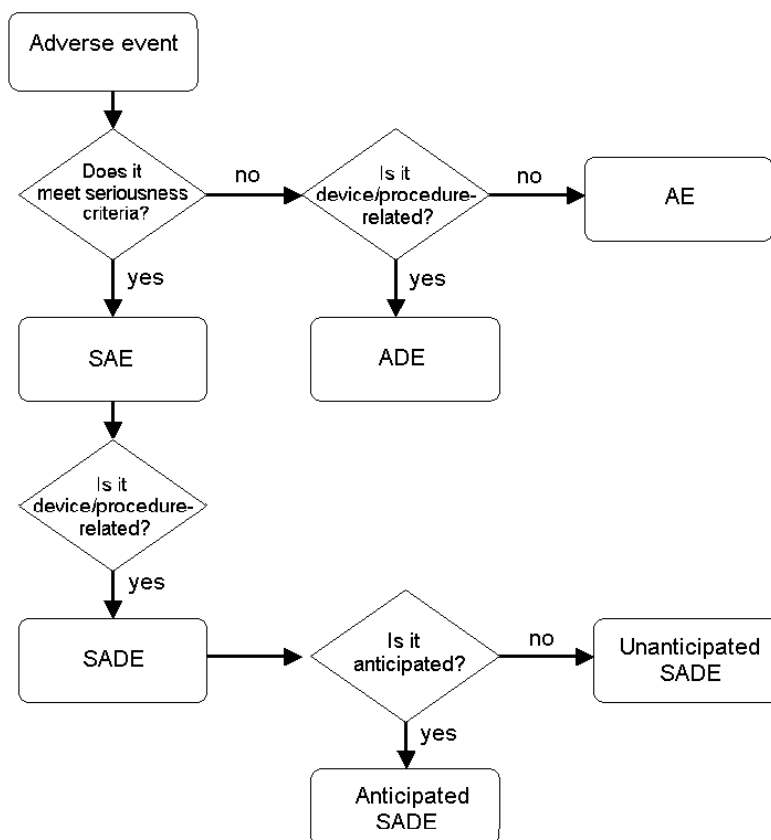 Adverse event
Does it
meet seriousness
criteria?
no
Is it
device/procedure-
related?
no
AE
yes
yes
SAE
ADE
Is it
device/procedure-
related?
yes
SADE
Is it
anticipated?
no
Unanticipated
SADE
yes
Anticipated
SADE